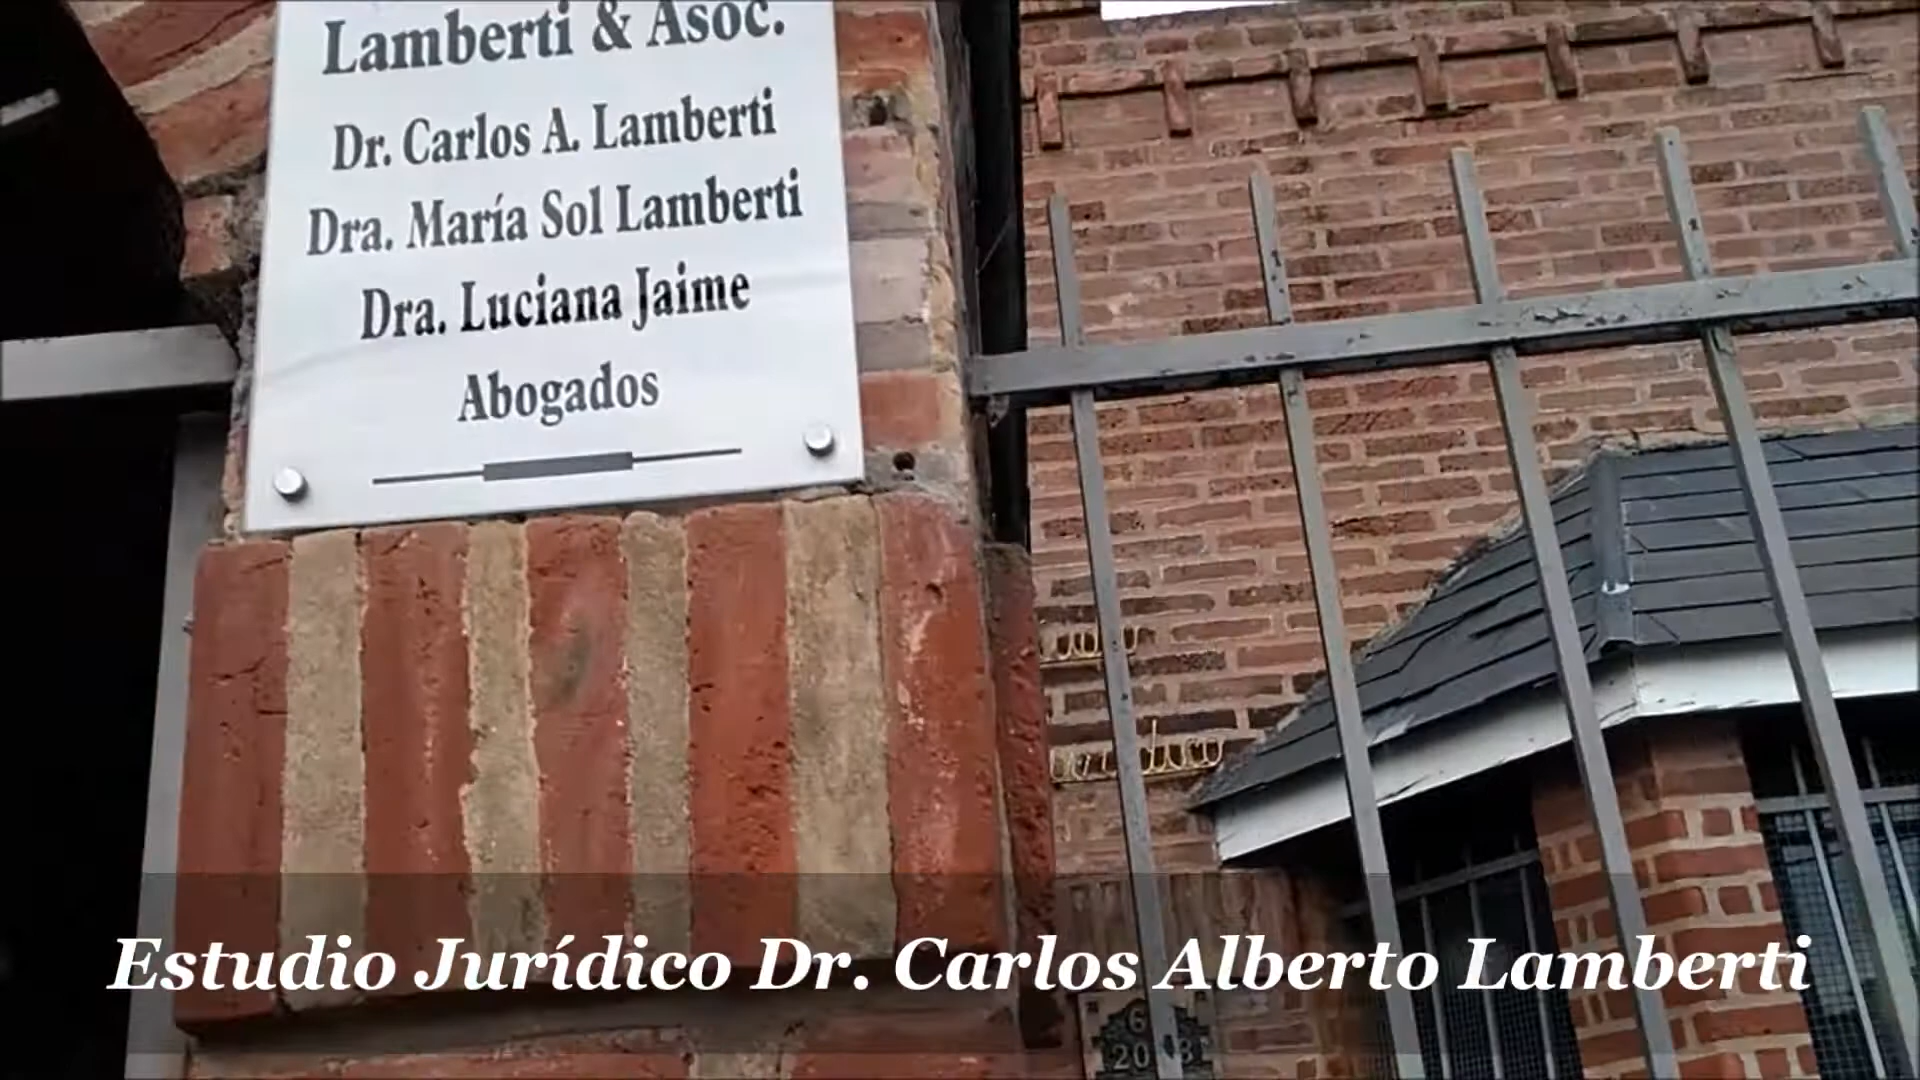 Lamberti & Asoc.
Dr. Carlos A. Lamberti
Dra. María Sol Lamberti
Dra. Luciana Jaime
Abogados
Estudio Jurídico Dr. Carlos Alberto Lamberti